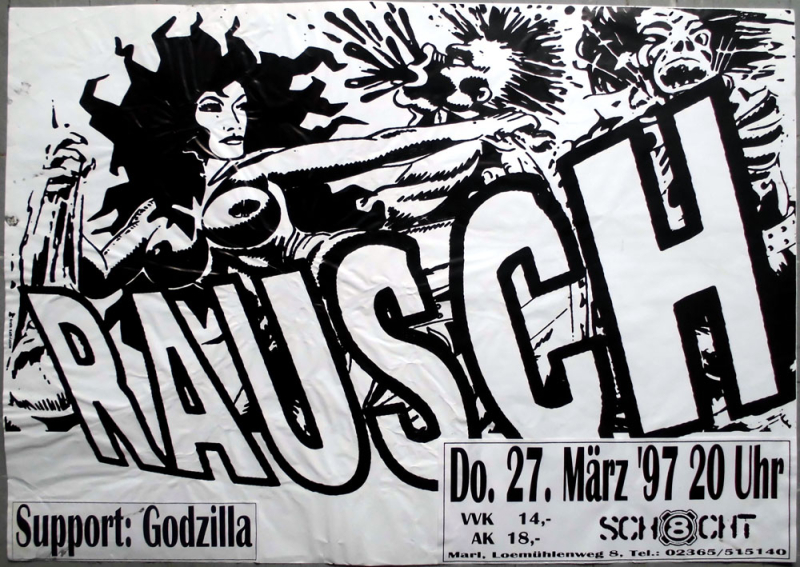 RAUSCH
Do. 27. März '97 20 Uhr
VVK 14,-
AK 18,-
SCH8CHT
Marl, Loemühlenweg 8. Tel.: 02365/515140
Support: Godzilla